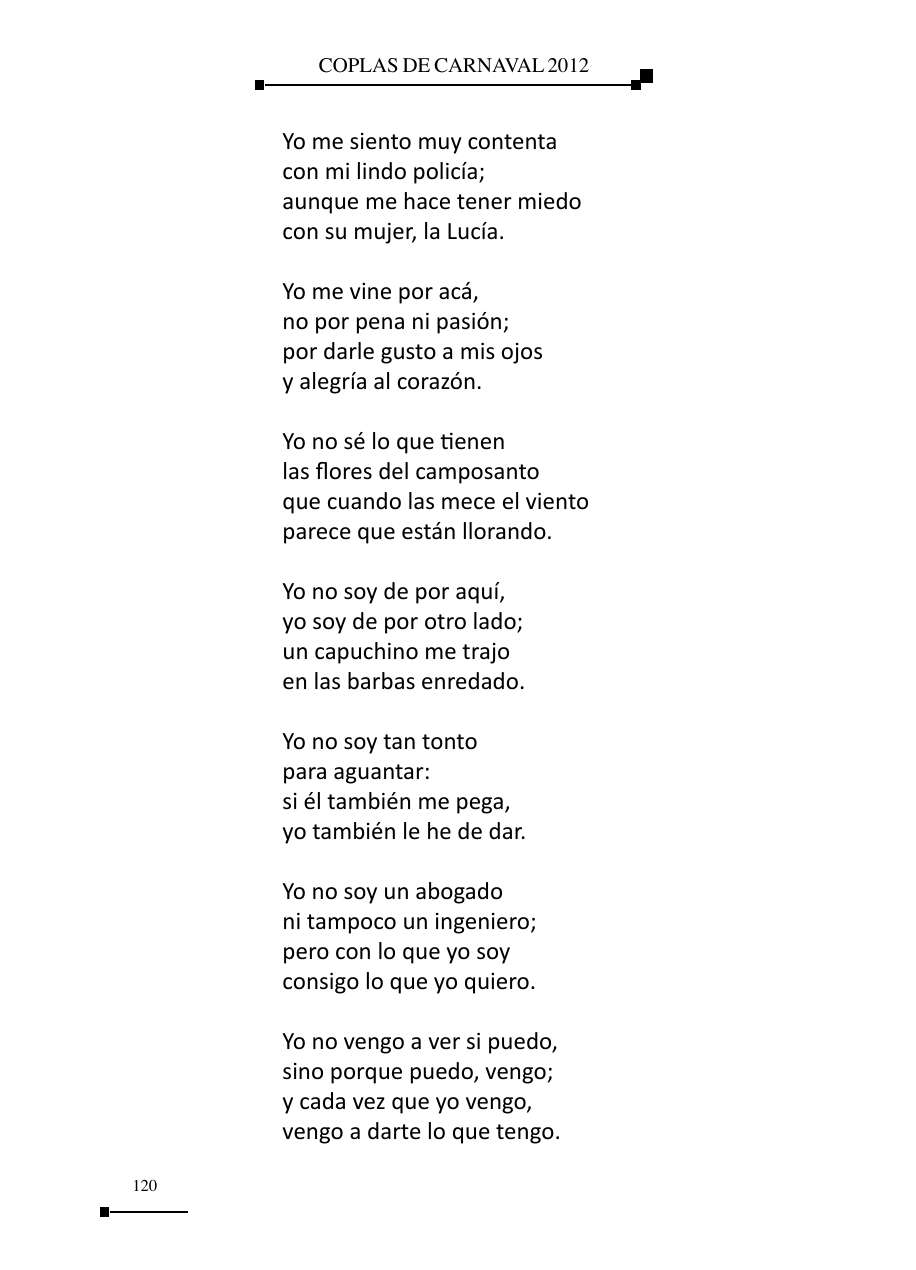 COPLAS DE CARNAVAL 2012
Yo me siento muy contenta
con mi lindo policía;
aunque me hace tener miedo
con su mujer, la Lucía.
Yo me vine por acá,
no por pena ni pasión;
por darle gusto a mis ojos
y alegría al corazón.
Yo no sé lo que tienen
las flores del camposanto
que cuando las mece el viento
parece que están llorando.
Yo no soy de por aquí,
yo soy de por otro lado;
un capuchino me trajo
en las barbas enredado.
Yo no soy tan tonto
para aguantar:
si él también me pega,
yo también le he de dar.
Yo no soy un abogado
ni tampoco un ingeniero;
pero con lo que yo soy
consigo lo que yo quiero.
Yo no vengo a ver si puedo,
sino porque puedo, vengo;
y cada vez que yo vengo,
vengo a darte lo que tengo.
120